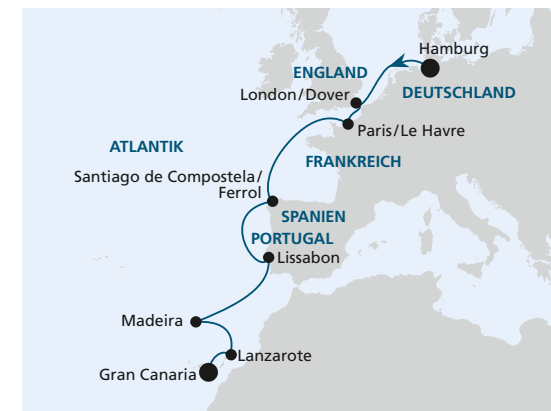 Hamburg
ENGLAND
DEUTSCHLAND
London/Dover
Paris/Le Havre
ATLANTIK
FRANKREICH
Santiago de Compostela/
Ferrol
SPANIEN
PORTUGAL
Lissabon
Madeira
Lanzarote
Gran Canaria